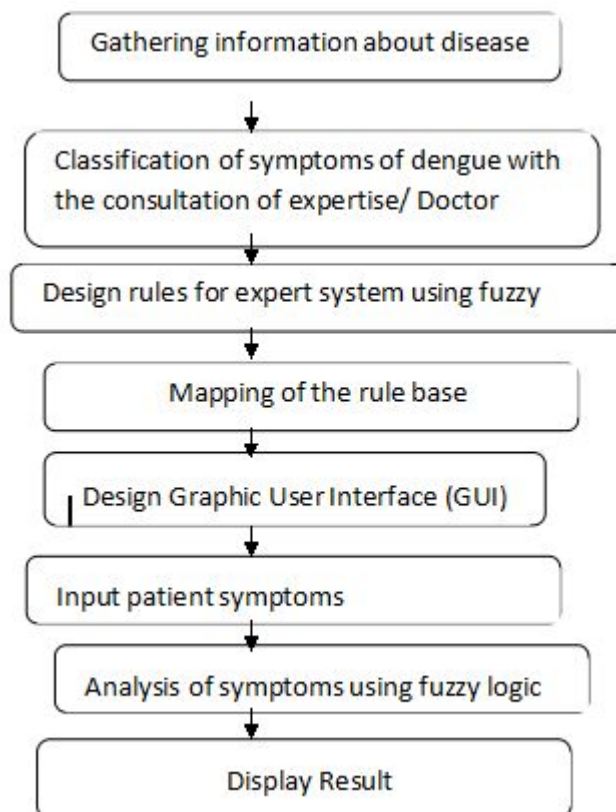 Gathering information about disease
Classification of symptoms of dengue with
the consultation of expertise/ Doctor
Design rules for expert system using fuzzy
Mapping of the rule base
Design Graphic User Interface (GUI)
Input patient symptoms
Analysis of symptoms using fuzzy logic
Display Result